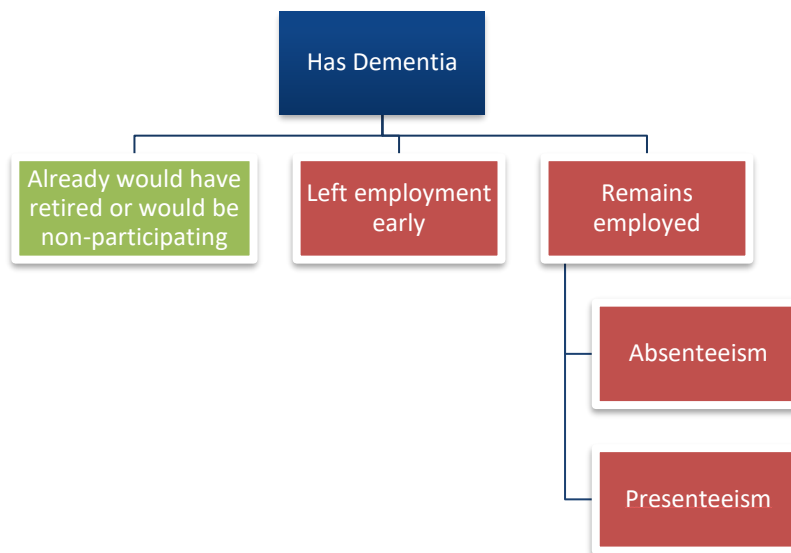 Has Dementia
Already would have
retired or would be
non-participating
Left employment
early
Remains
employed
Absenteeism
Presenteeism